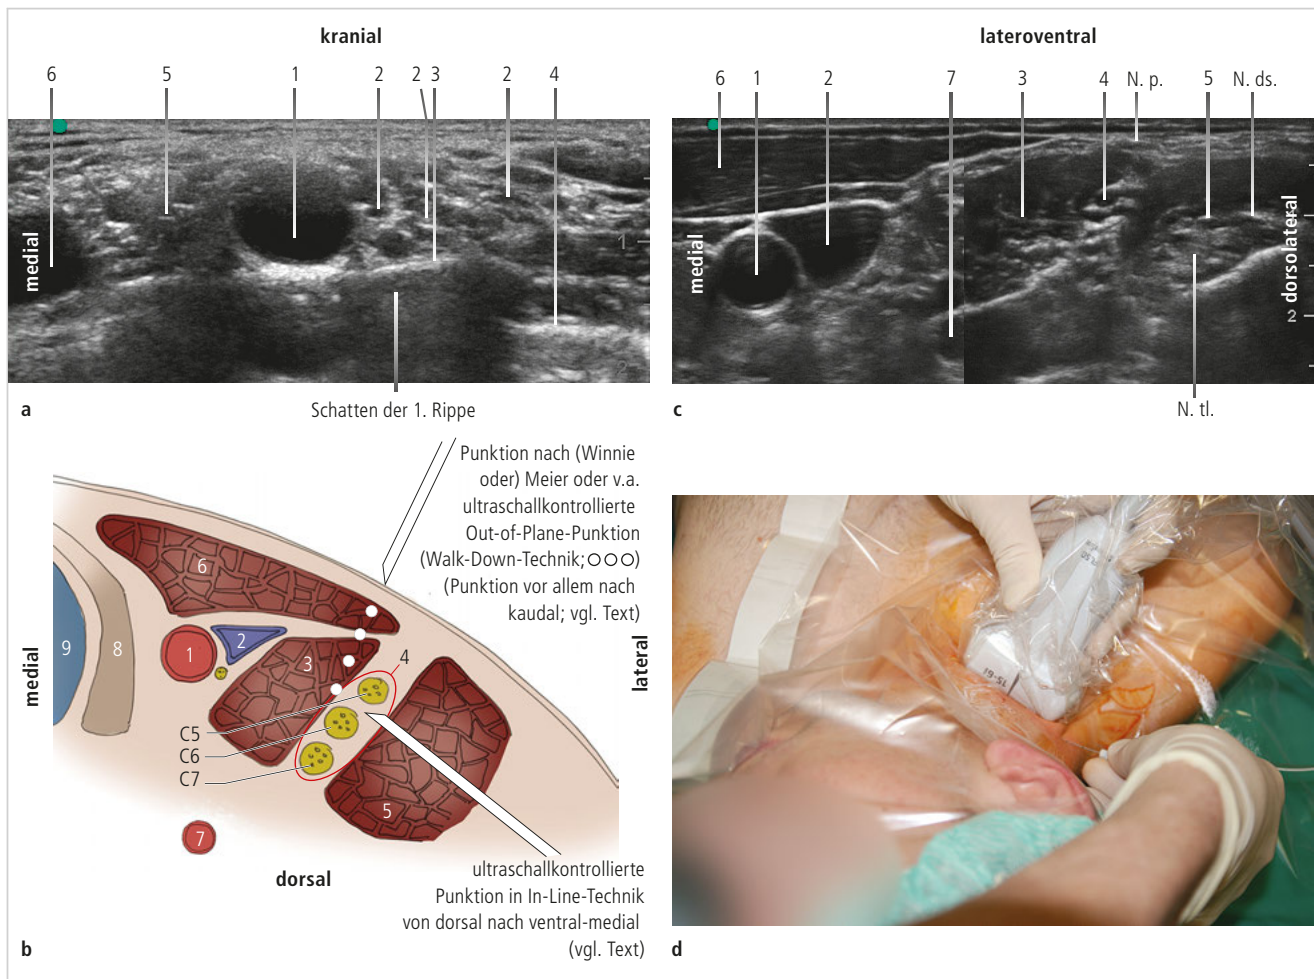 kranial
6 5 1 2 2 3 2 4
medial
1
2
Schatten der 1. Rippe
a
lateroventral
6 1 2 7 3 4 N. p. 5 N. ds.
medial
dorsolateral
2
N. tl.
c
Punktion nach (Winnie
oder) Meier oder v.a.
ultraschallkontrollierte
Out-of-Plane-Punktion
(Walk-Down-Technik;○○○)
(Punktion vor allem nach
kaudal; vgl. Text)
medial
lateral
9
8
6
1
2
3
4
C5
C6
C7
5
7
dorsal
ultraschallkontrollierte
Punktion in In-Line-Technik
von dorsal nach ventral-medial
(vgl. Text)
b
d